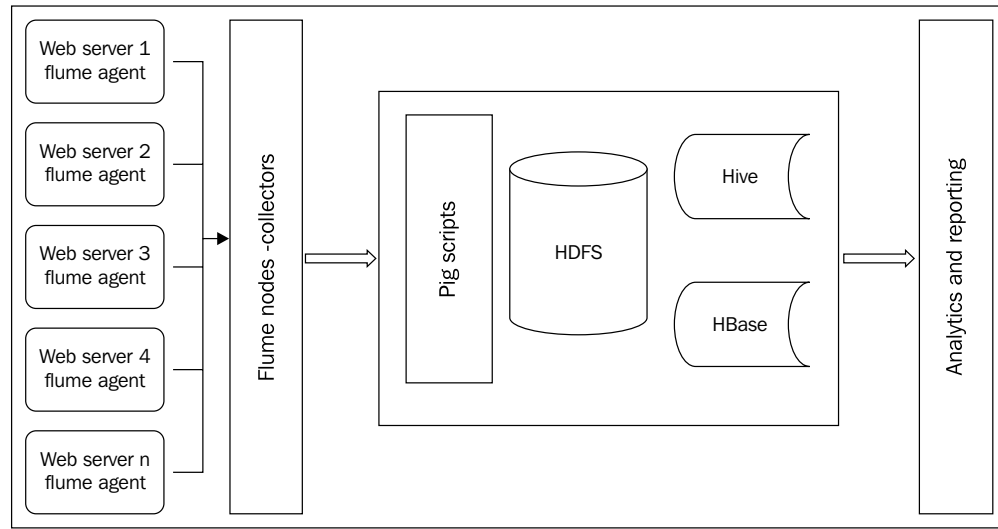 Web server 1
flume agent
Web server 2
flume agent
Web server 3
flume agent
Web server 4
flume agent
Web server n
flume agent
Flume nodes -collectors
Pig scripts
HDFS
Hive
HBase
Analytics and reporting